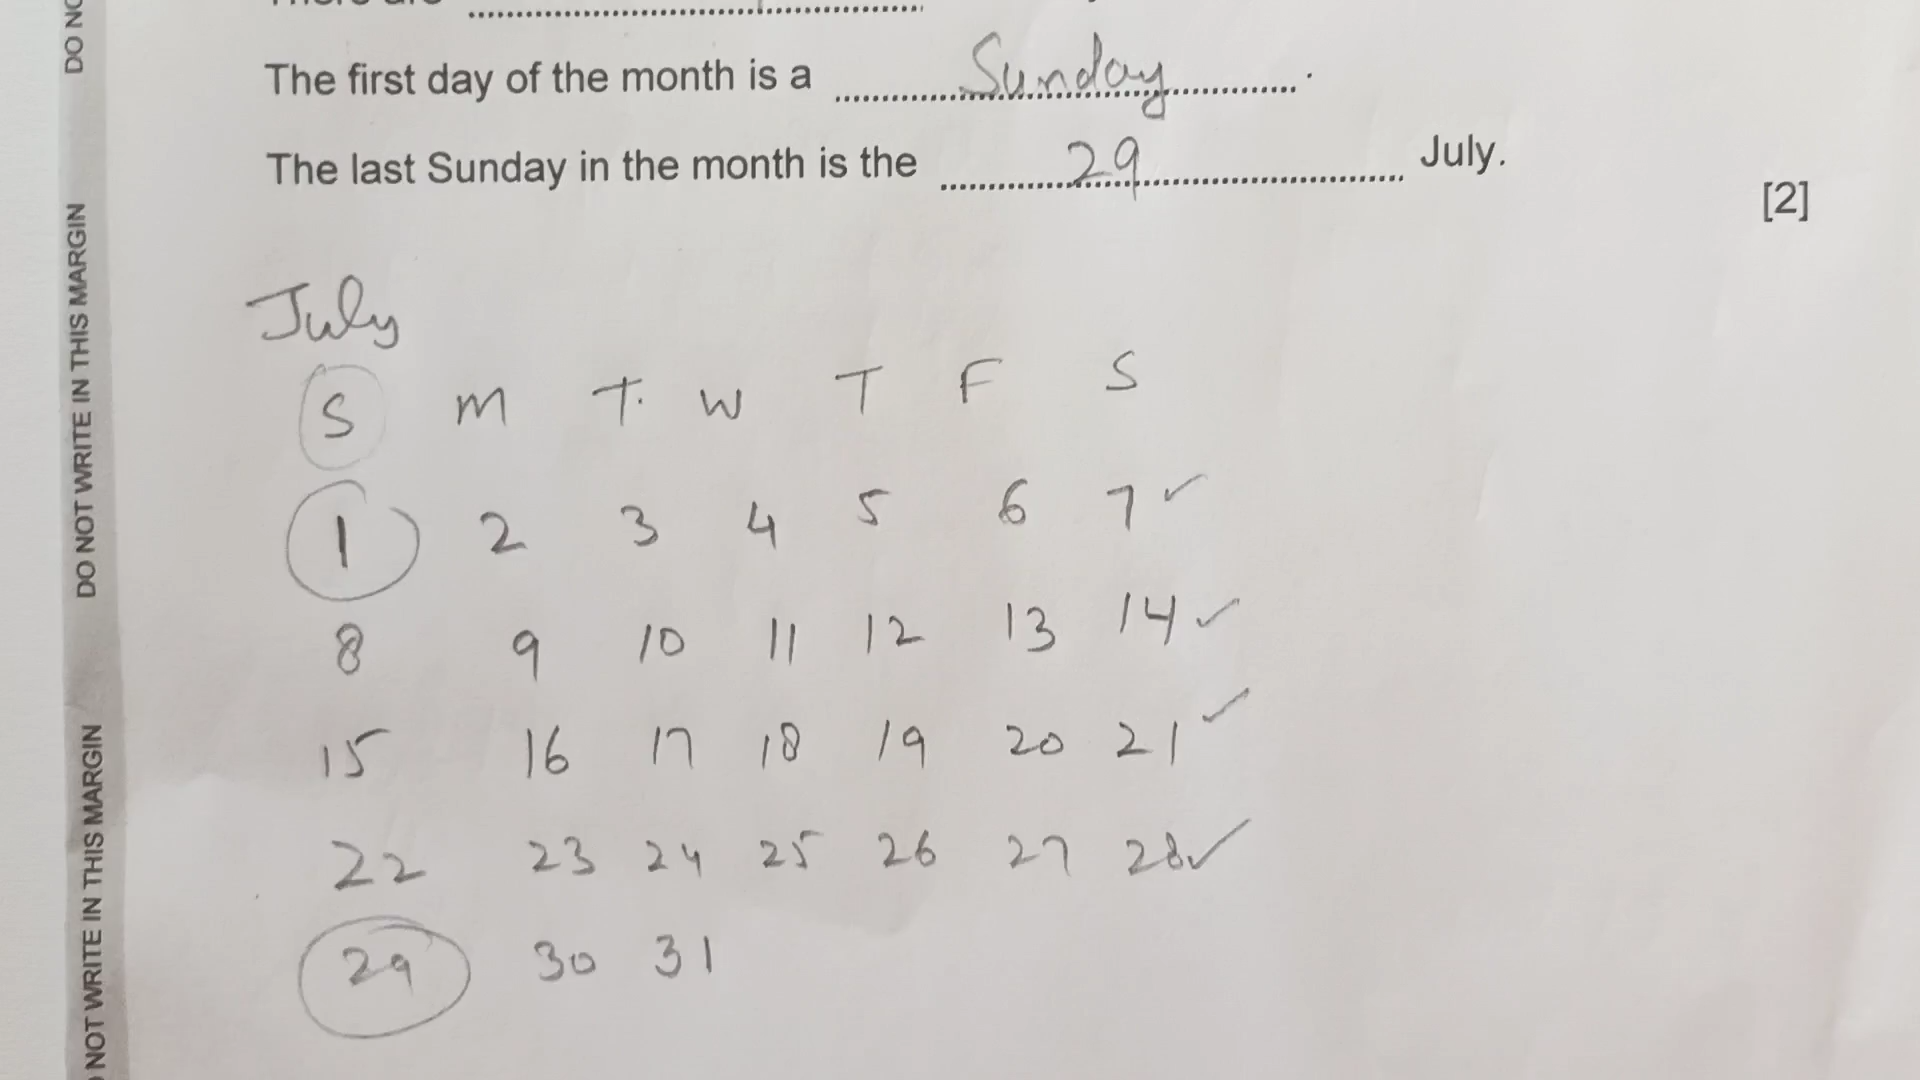 There are ....................
The first day of the month is a Sunday.
The last Sunday in the month is the 29 July.
[2]
July
S M T. W T F S
1 2 3 4 5 6 7 ✓
8 9 10 11 12 13 14 ✓
15 16 17 18 19 20 21 ✓
22 23 24 25 26 27 28 ✓
29 30 31
DO NOT WRITE IN THIS MARGIN
DO NOT WRITE IN THIS MARGIN